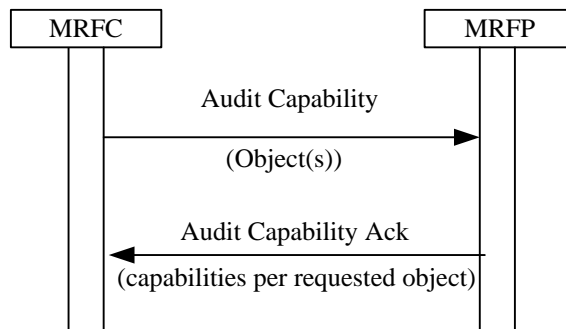 MRFC
MRFP
Audit Capability
(Object(s))
Audit Capability Ack
(capabilities per requested object)